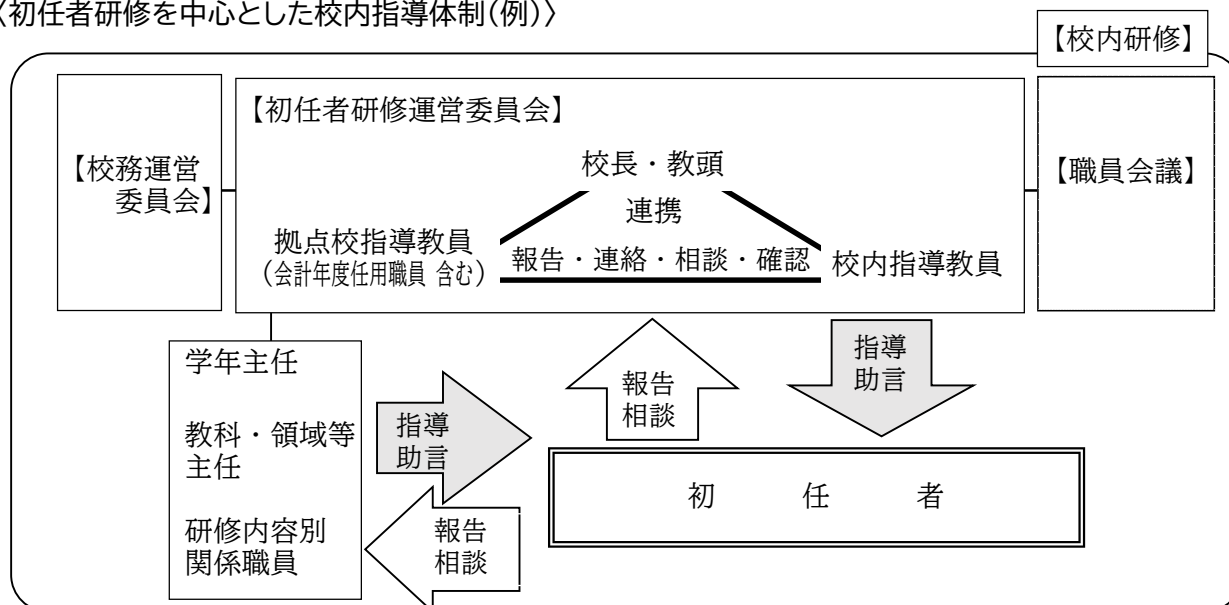 〈初任者研修を中心とした校内指導体制(例)〉
【校内研修】
【校務運営
委員会】
【初任者研修運営委員会】
校長・教頭
連携
拠点校指導教員
(会計年度任用職員 含む)
報告・連絡・相談・確認
校内指導教員
【職員会議】
学年主任
教科・領域等
主任
研修内容別
関係職員
指導
助言
報告
相談
報告
相談
指導
助言
初 任 者